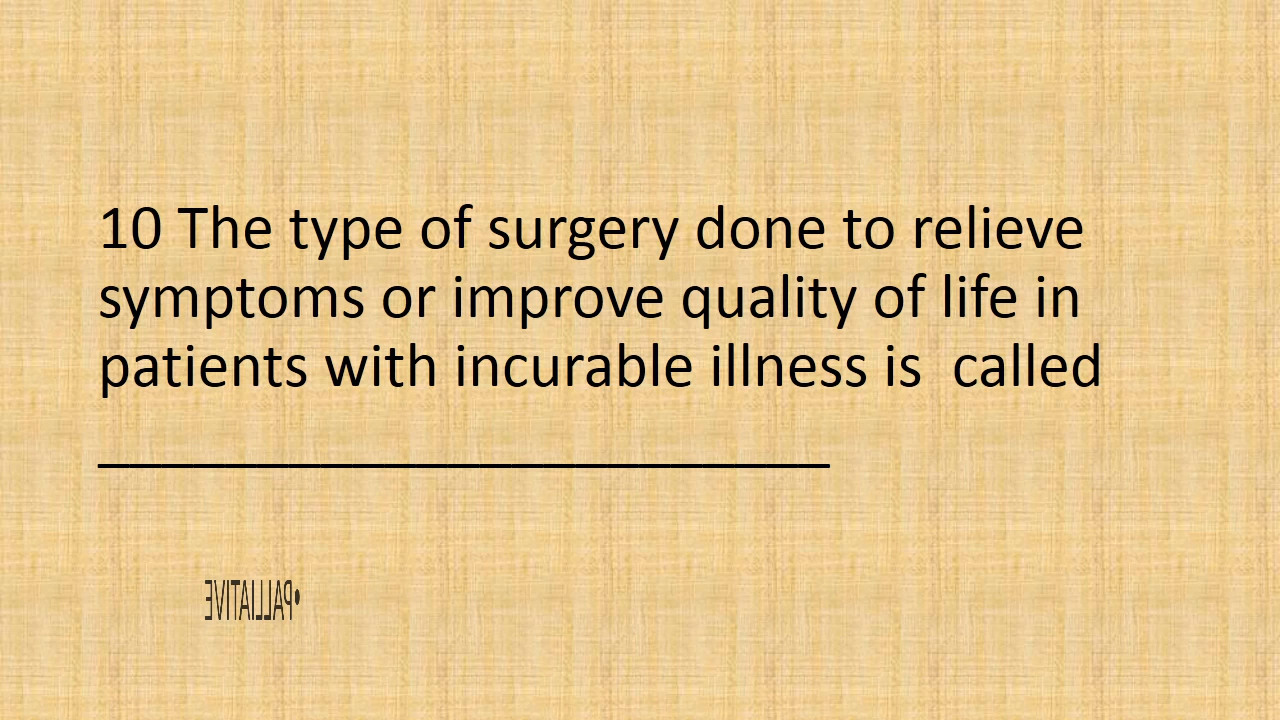 10 The type of surgery done to relieve
symptoms or improve quality of life in
patients with incurable illness is  called
_______________________
•PALLIATIVE